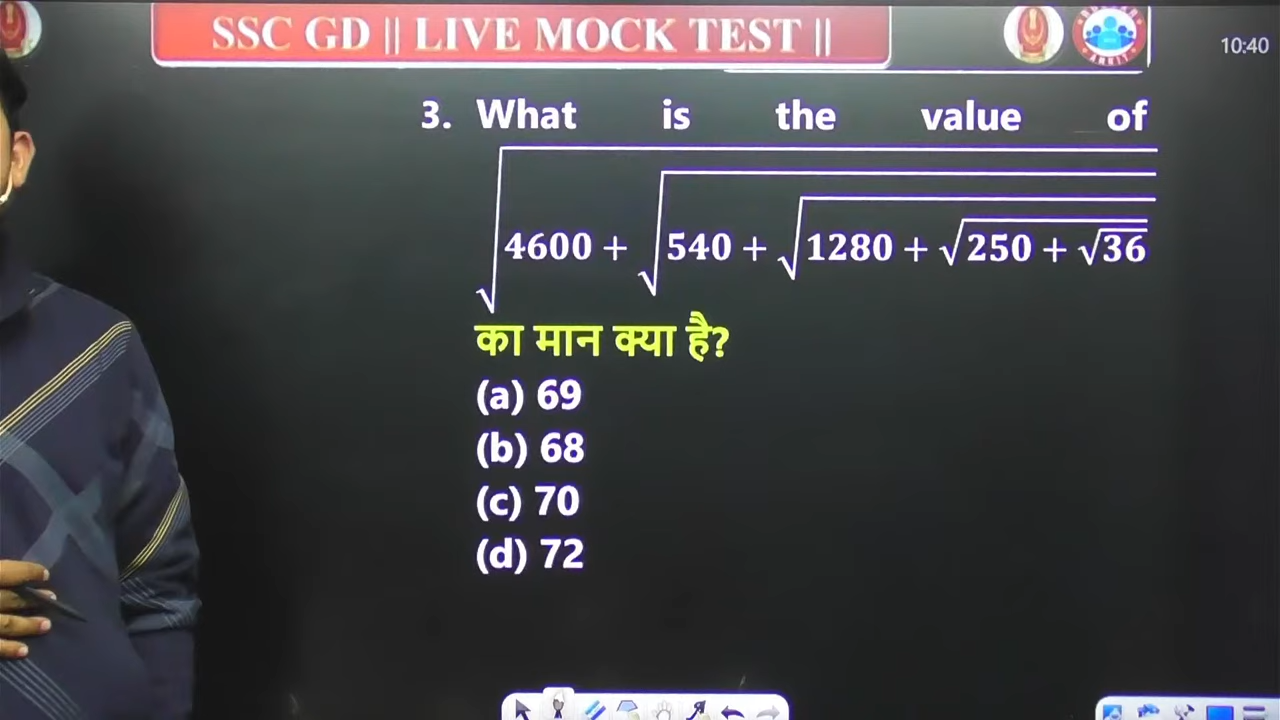 SSC GD || LIVE MOCK TEST ||
10:40
3. What is the value of
√(4600 + √(540 + √(1280 + √(250 + √36))))
का मान क्या है?
(a) 69
(b) 68
(c) 70
(d) 72